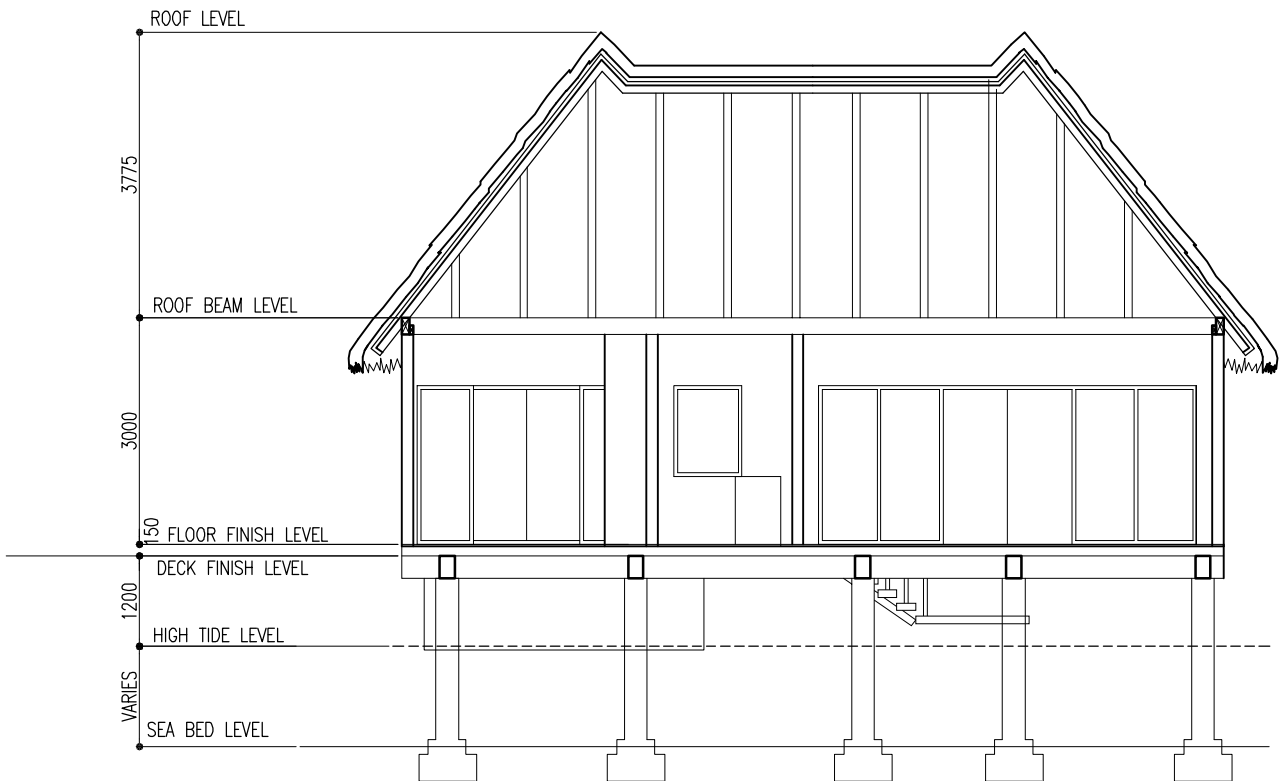 ROOF LEVEL
3775
ROOF BEAM LEVEL
3000
150
FLOOR FINISH LEVEL
DECK FINISH LEVEL
1200
HIGH TIDE LEVEL
VARIES
SEA BED LEVEL